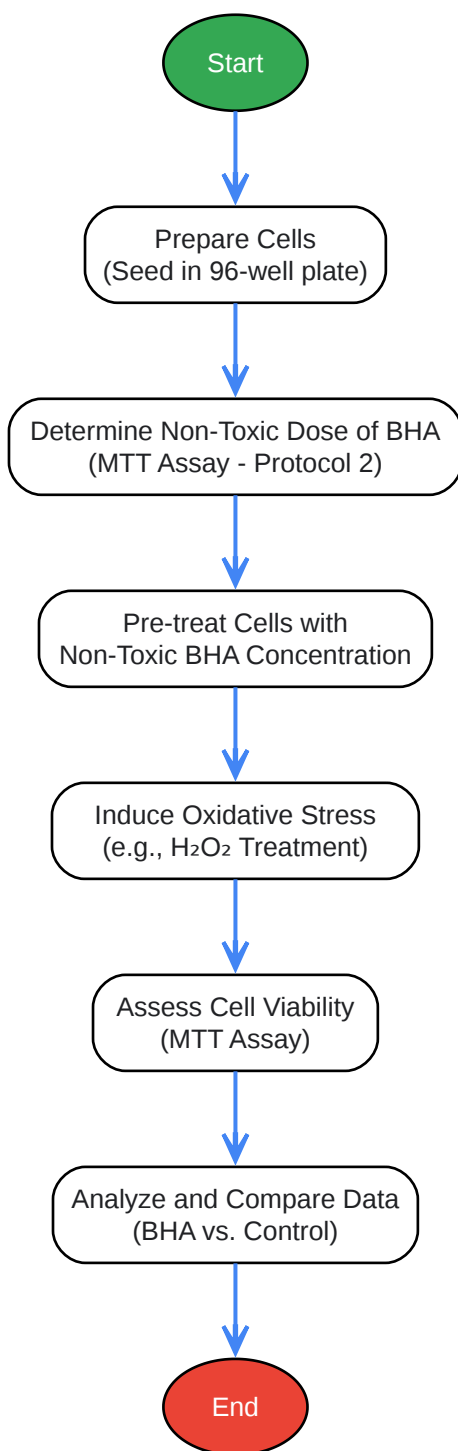 Start
Prepare Cells
(Seed in 96-well plate)
Determine Non-Toxic Dose of BHA
(MTT Assay - Protocol 2)
Pre-treat Cells with
Non-Toxic BHA Concentration
Induce Oxidative Stress
(e.g., H₂O₂ Treatment)
Assess Cell Viability
(MTT Assay)
Analyze and Compare Data
(BHA vs. Control)
End